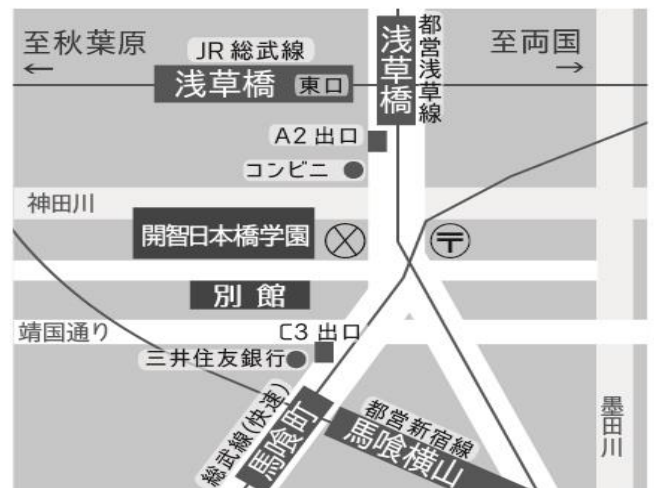 至秋葉原
←
JR 総武線
浅草橋
東口
浅草橋
都営浅草線
至両国
→
A2 出口
コンビニ
神田川
開智日本橋学園
〒
別 館
靖国通り
C3 出口
三井住友銀行
総武線(快速)
馬喰町
都営新宿線
馬喰横山
墨田川